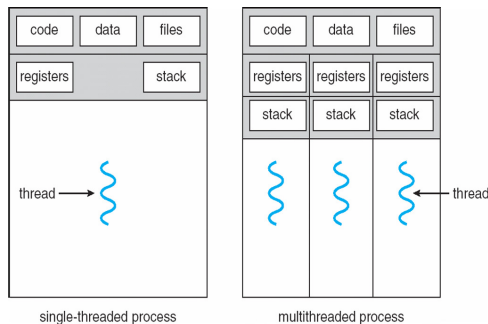 code data files
registers stack
thread
single-threaded process
code data files
registers registers registers
stack stack stack
thread
multithreaded process